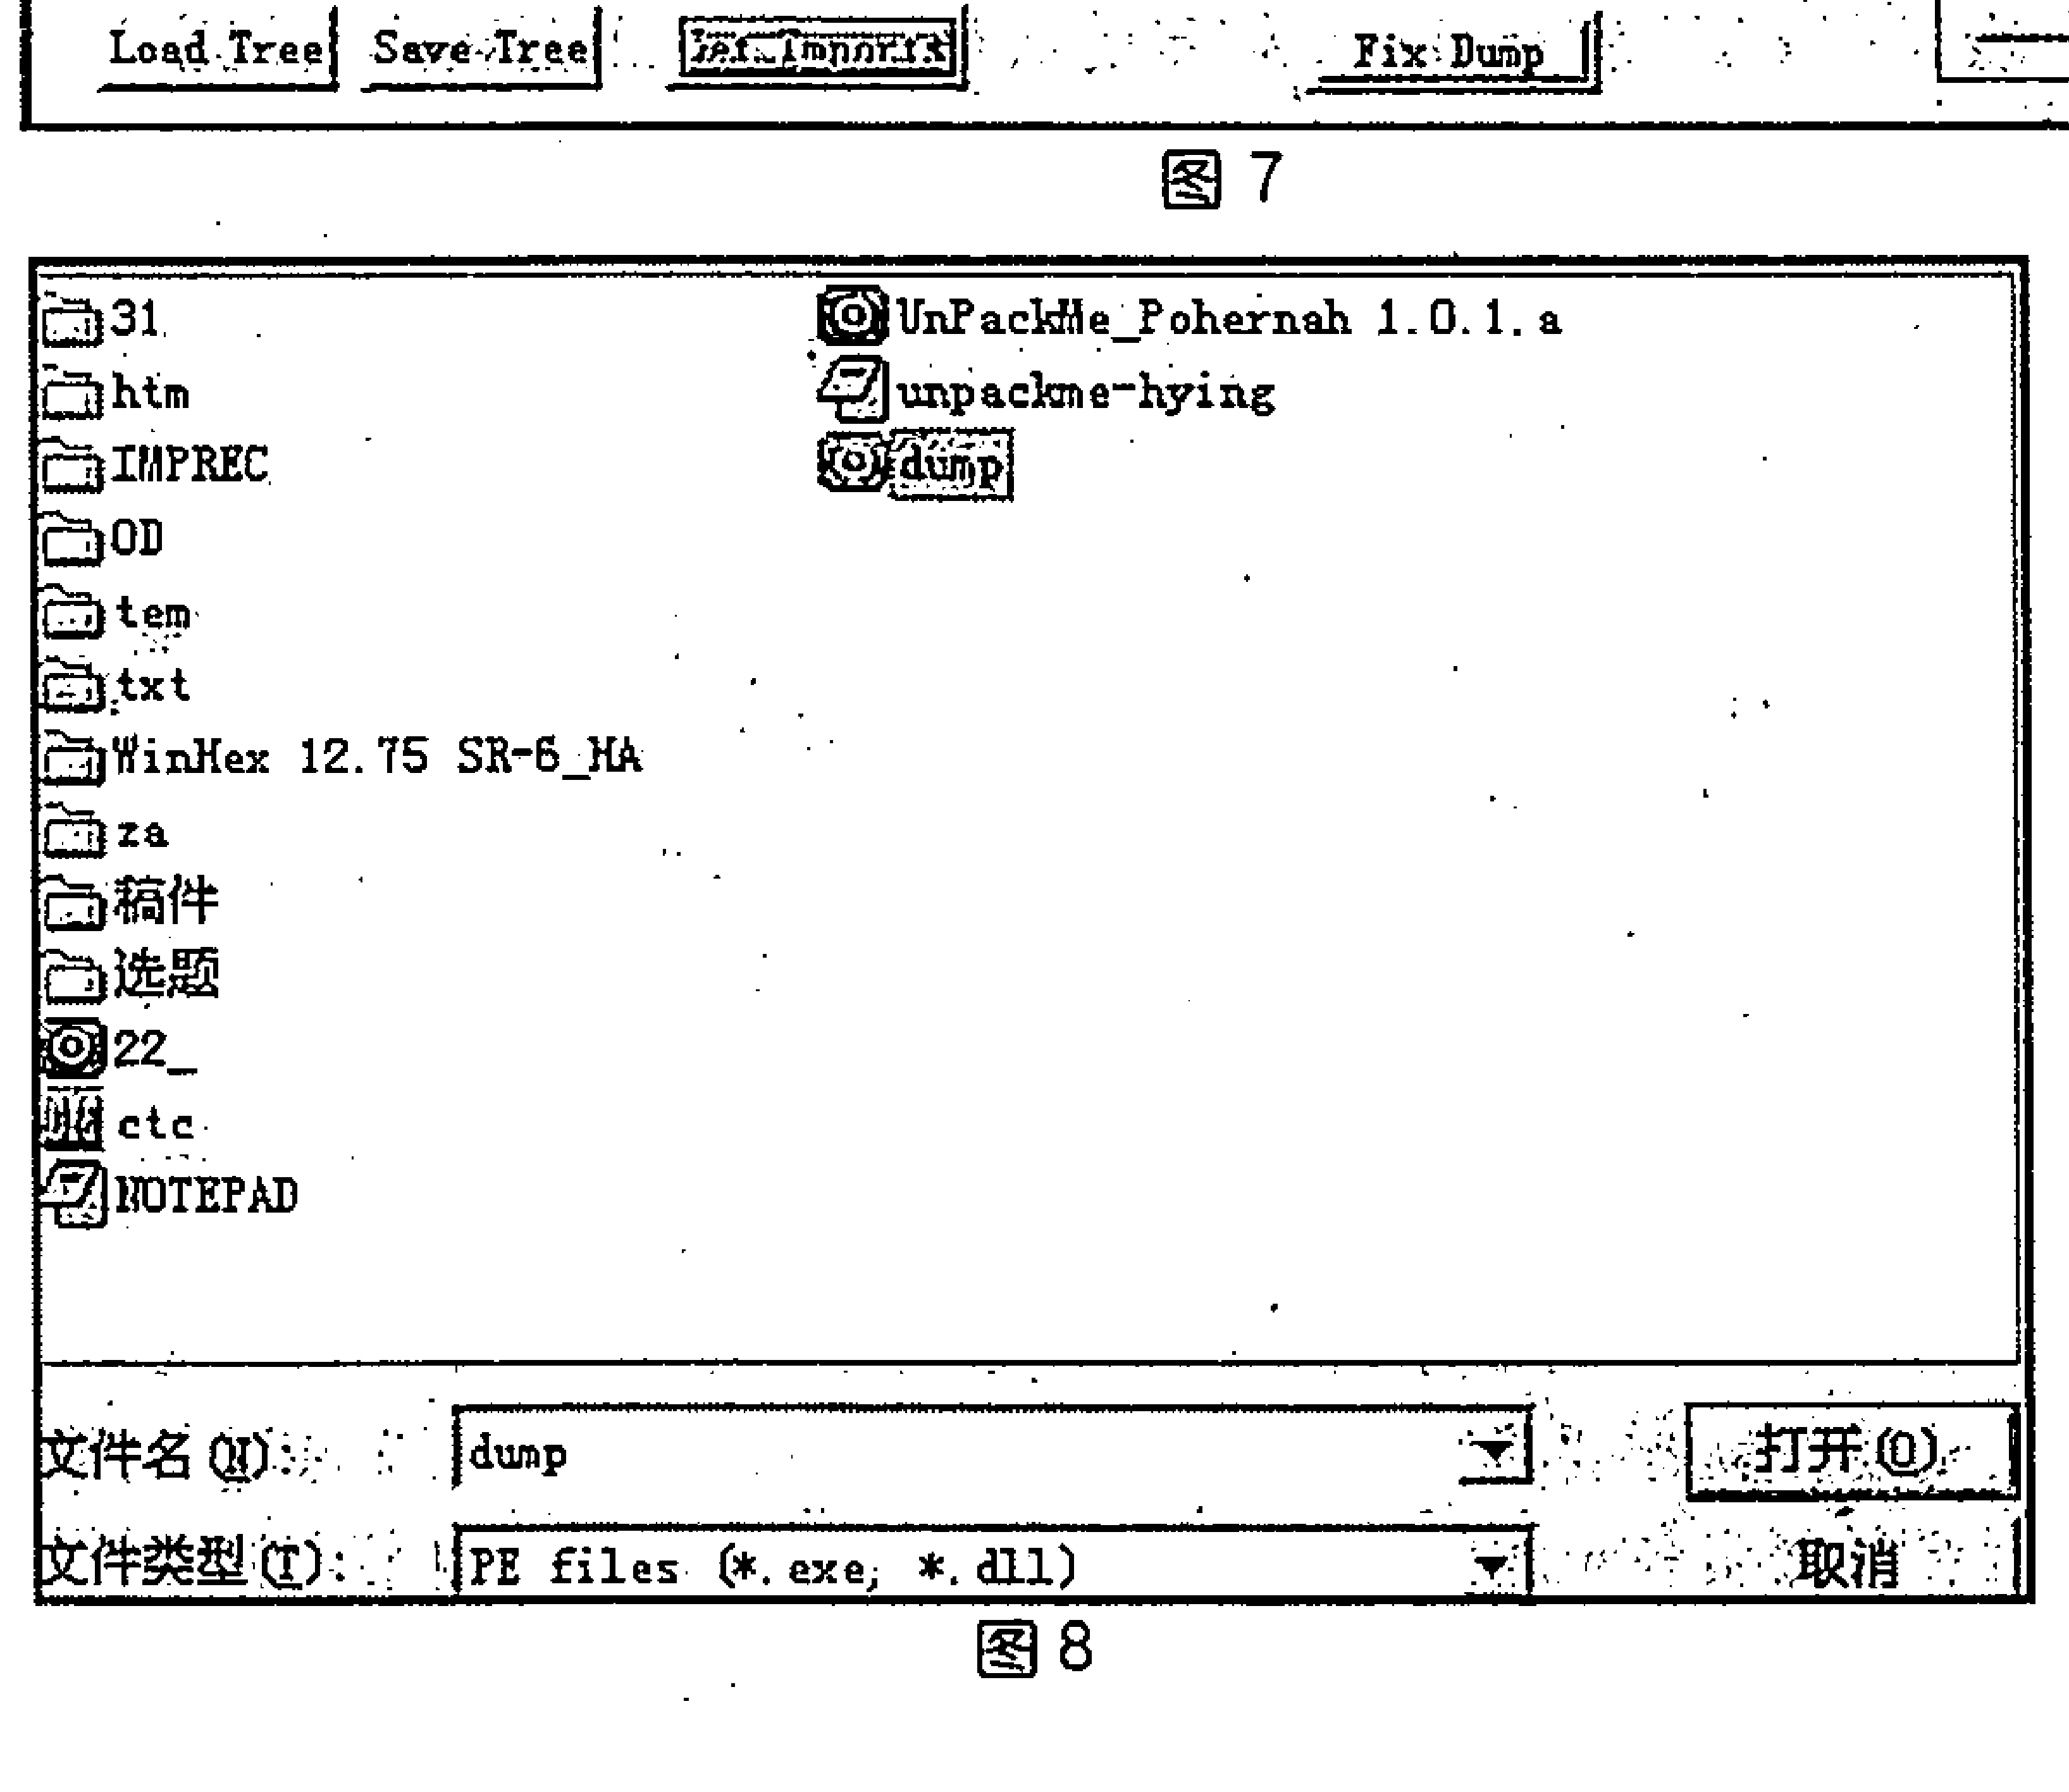 Load Tree Save Tree Get Imports Fix Dump
图 7
31 UnPackMe_Pohernah 1.0.1.a
htm unpackme-hying
IMPREC dump
OD
tem
txt
WinHex 12.75 SR-6_HA
za
稿件
选题
22_
ctc
NOTEPAD
文件名(N): dump 打开(O)
文件类型(T): PE files (*.exe; *.dll) 取消
图 8